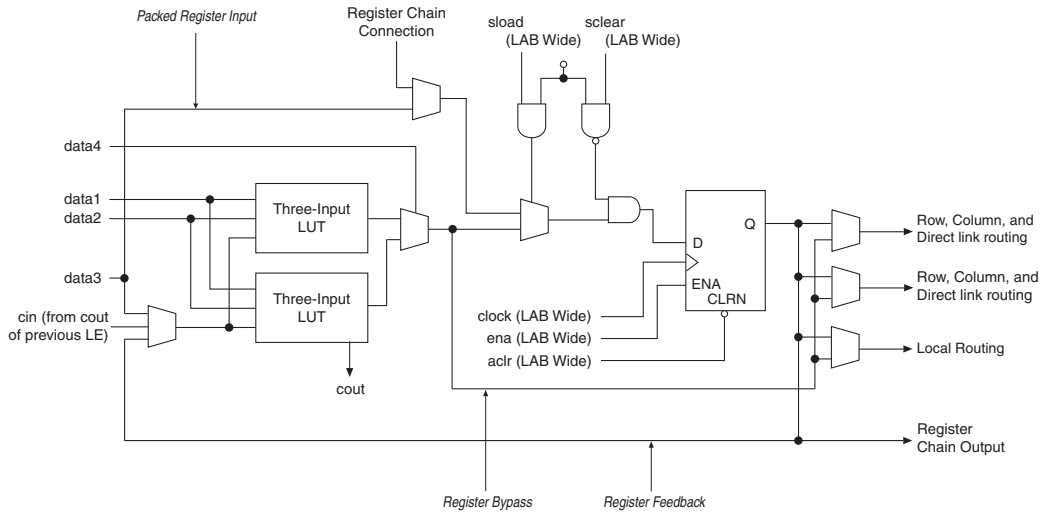 Packed Register Input
Register Chain
Connection
sload
(LAB Wide)
sclear
(LAB Wide)
data4
data1
data2
Three-Input
LUT
data3
Three-Input
LUT
cin (from cout
of previous LE)
cout
Q
D
ENA
CLRN
clock (LAB Wide)
ena (LAB Wide)
aclr (LAB Wide)
Row, Column, and
Direct link routing
Row, Column, and
Direct link routing
Local Routing
Register
Chain Output
Register Bypass
Register Feedback